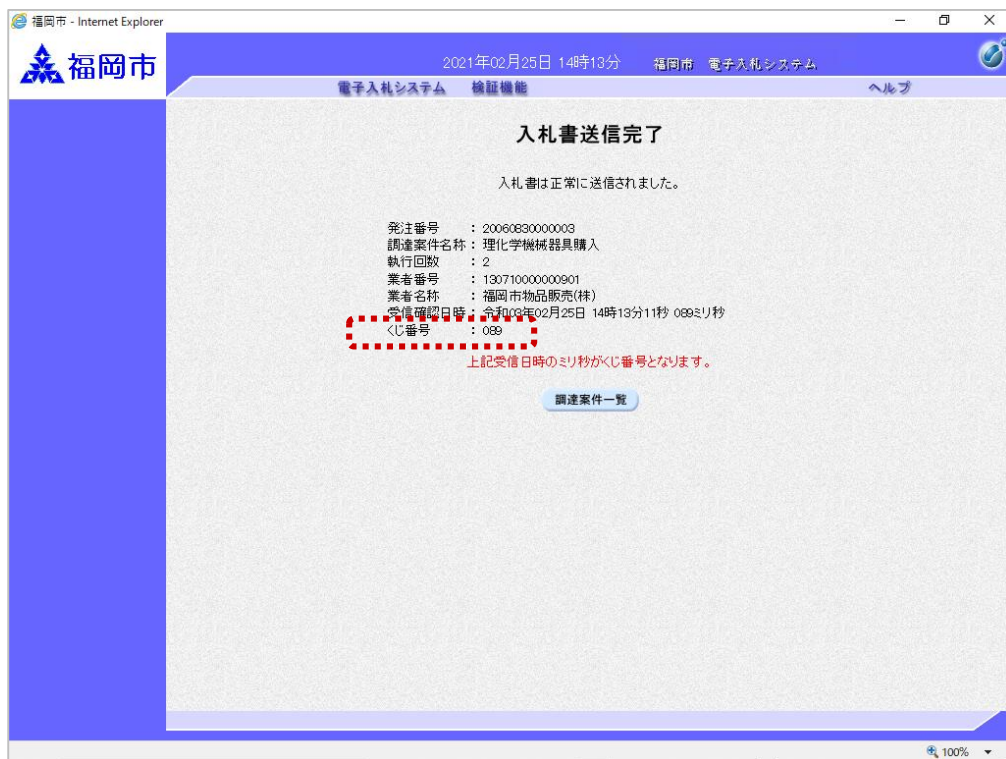 福岡市 - Internet Explorer
福岡市
2021年02月25日 14時13分 福岡市 電子入札システム
電子入札システム 検証機能 ヘルプ
入札書送信完了
入札書は正常に送信されました。
発注番号 : 20060830000003
調達案件名称 : 理化学機械器具購入
執行回数 : 2
業者番号 : 130710000000901
業者名称 : 福岡市物品販売(株)
受信確認日時 : 令和03年02月25日 14時13分11秒 089ミリ秒
くじ番号 : 089
上記受信日時のミリ秒がくじ番号となります。
調達案件一覧
100%